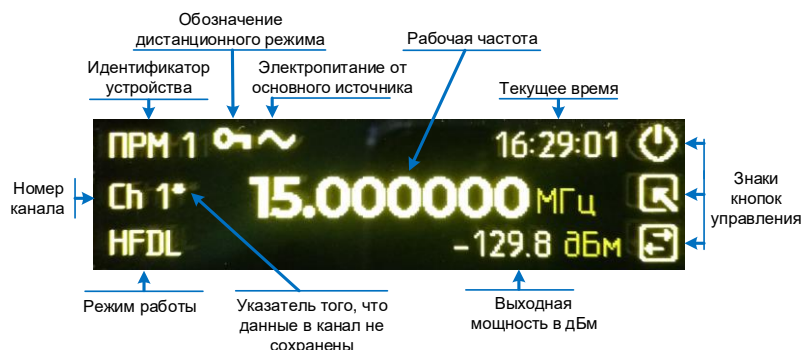 Обозначение
дистанционного режима
Рабочая частота
Идентификатор
устройства
Электропитание от
основного источника
Текущее время
ПРМ 1
16:29:01
Номер
канала
Ch 1*
15.000000 МГц
Знаки
кнопок
управления
HFDL
-129.8 дБм
Режим работы
Указатель того, что
данные в канал не
сохранены
Выходная
мощность в дБм